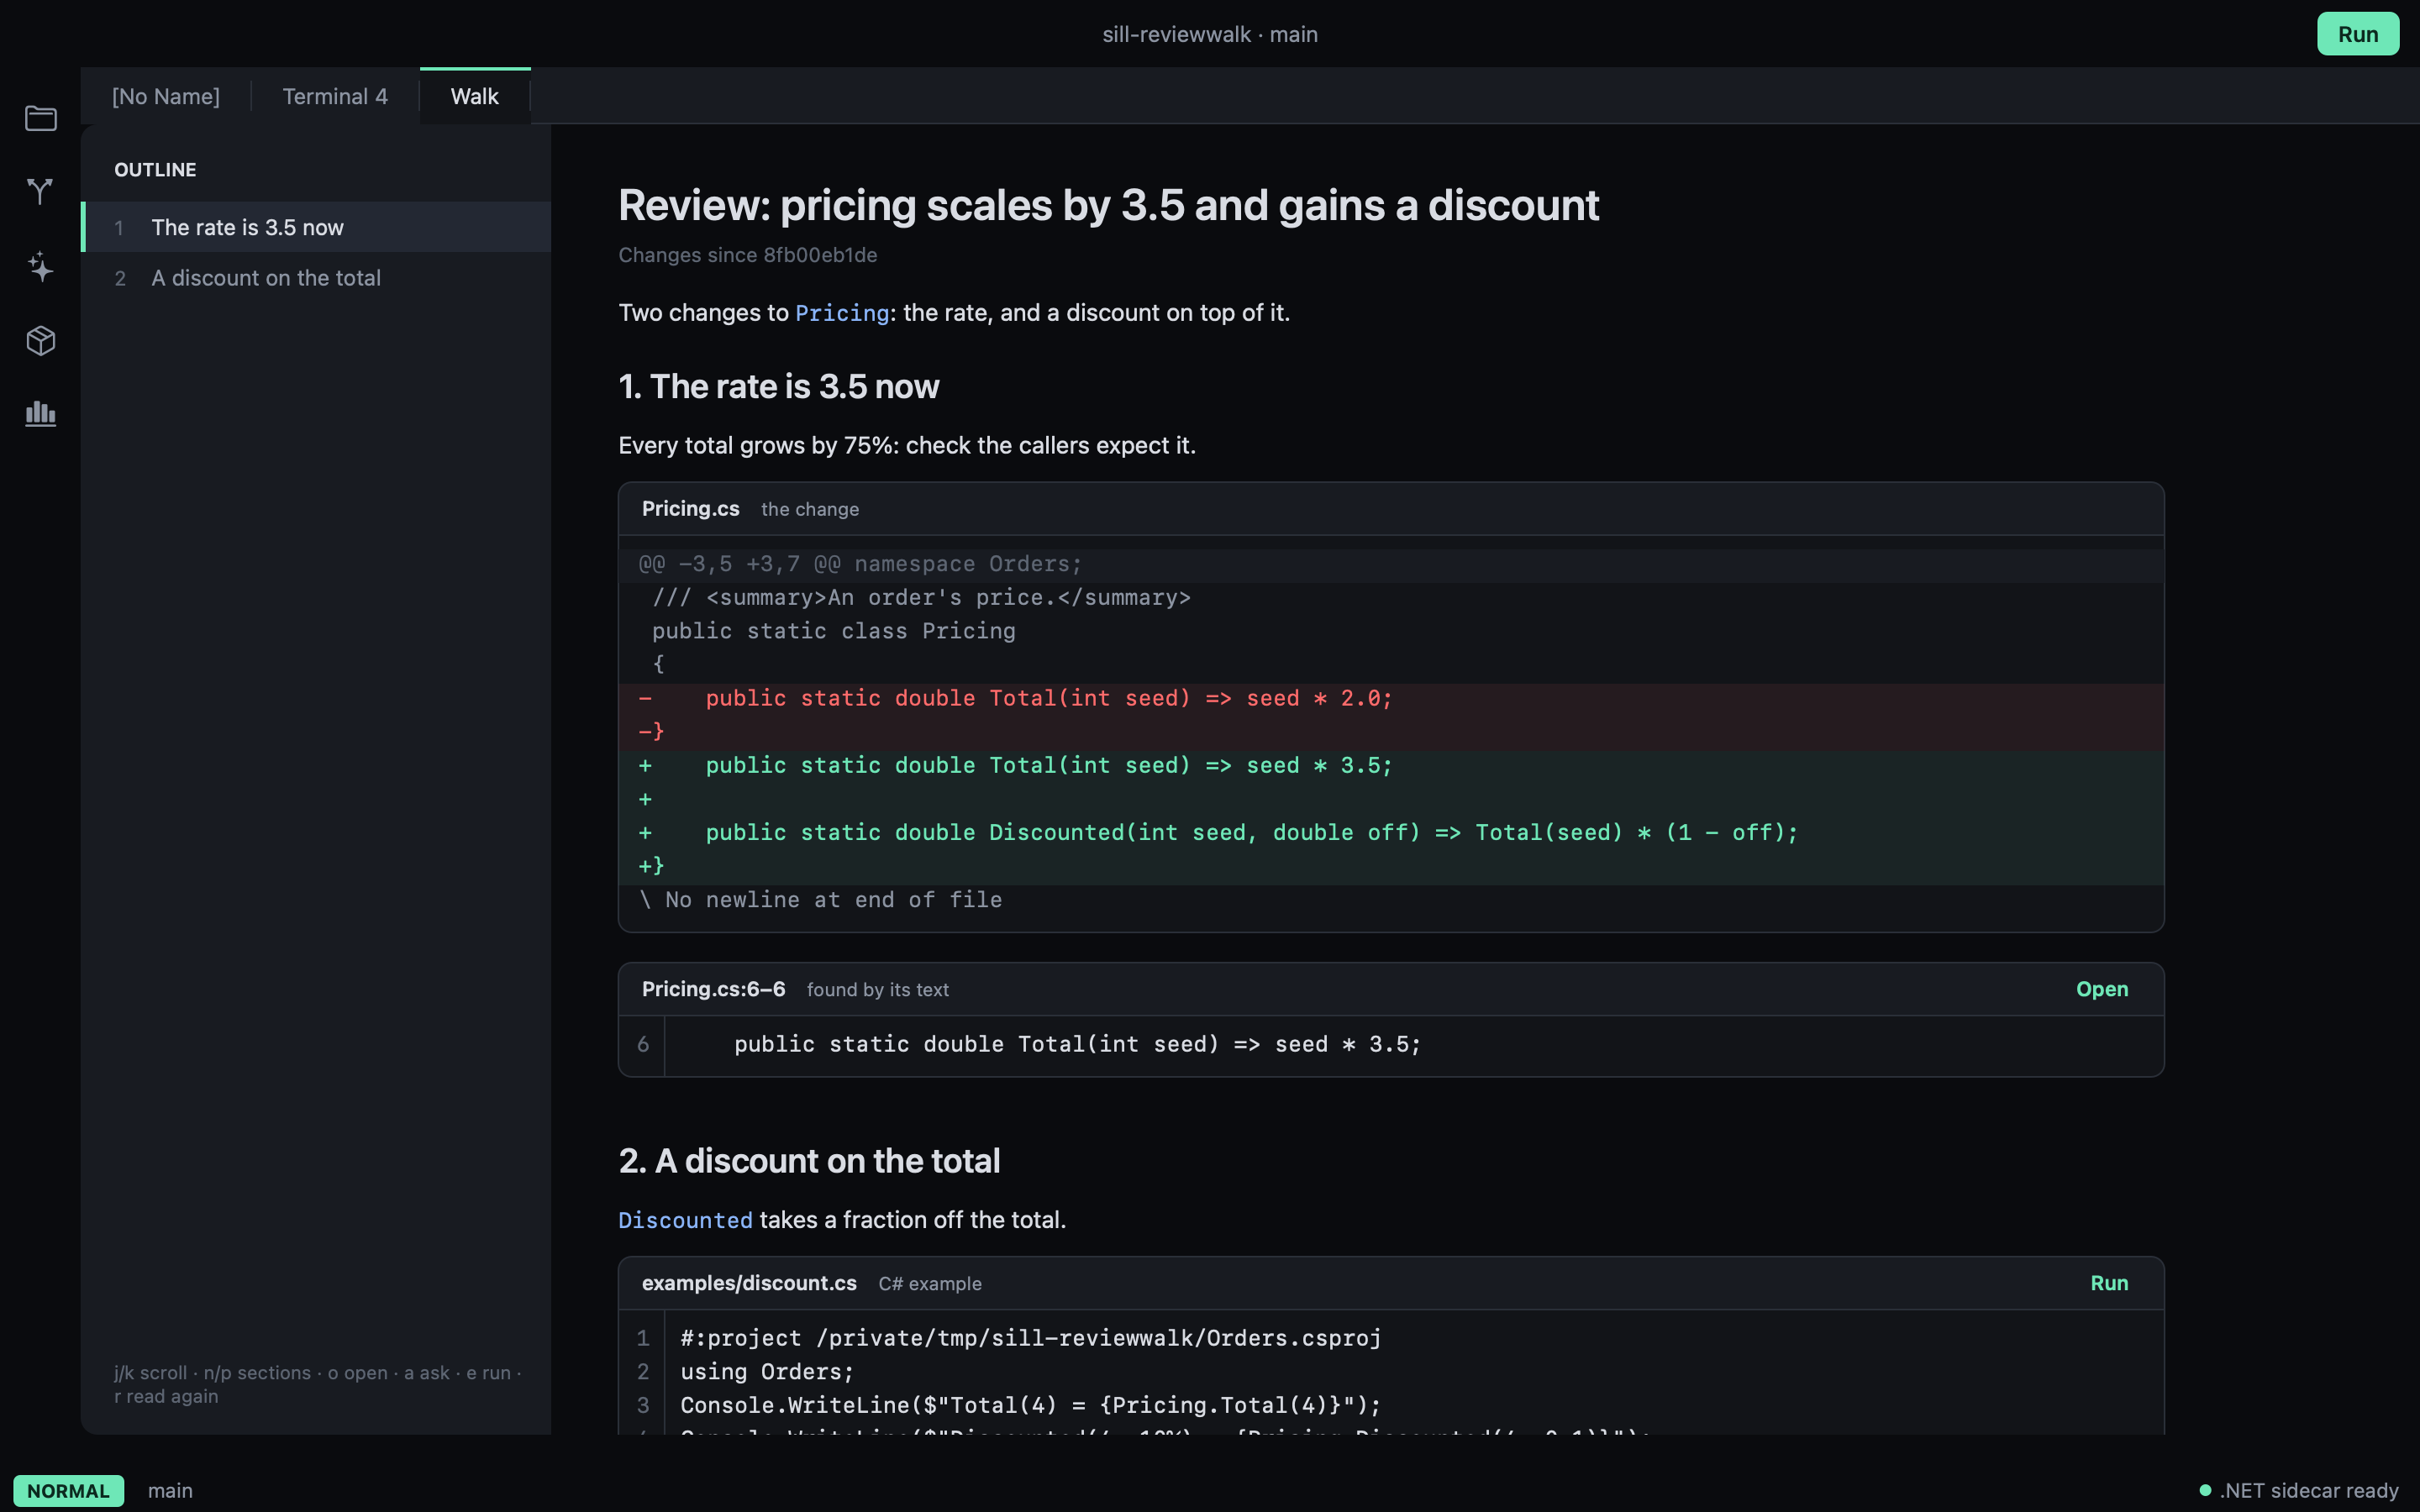 sill-reviewwalk · main
Run
[No Name]
Terminal 4
Walk
OUTLINE
1 The rate is 3.5 now
2 A discount on the total
j/k scroll · n/p sections · o open · a ask · e run ·
r read again
Review: pricing scales by 3.5 and gains a discount
Changes since 8fb00eb1de
Two changes to Pricing: the rate, and a discount on top of it.
1. The rate is 3.5 now
Every total grows by 75%: check the callers expect it.
Pricing.cs the change
@@ -3,5 +3,7 @@ namespace Orders;
 /// <summary>An order's price.</summary>
 public static class Pricing
 {
-    public static double Total(int seed) => seed * 2.0;
-}
+    public static double Total(int seed) => seed * 3.5;
+
+    public static double Discounted(int seed, double off) => Total(seed) * (1 - off);
+}
\ No newline at end of file
Pricing.cs:6–6 found by its text Open
6     public static double Total(int seed) => seed * 3.5;
2. A discount on the total
Discounted takes a fraction off the total.
examples/discount.cs C# example Run
1 #:project /private/tmp/sill-reviewwalk/Orders.csproj
2 using Orders;
3 Console.WriteLine($"Total(4) = {Pricing.Total(4)}");
NORMAL main
.NET sidecar ready